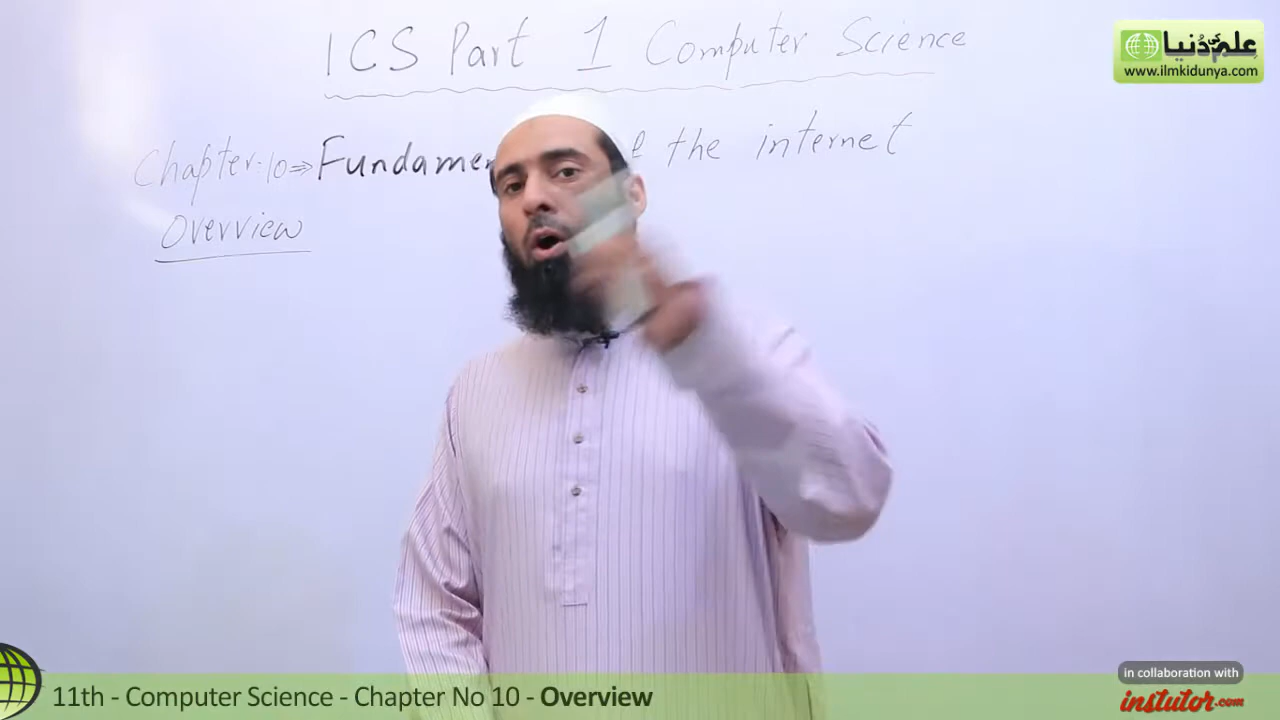 ICS Part 1 Computer Science
علم کی دُنیا
www.ilmkidunya.com
Chapter:10⇒ Fundamen the internet
Overview
in collaboration with
instutor.com
11th - Computer Science - Chapter No 10 - Overview